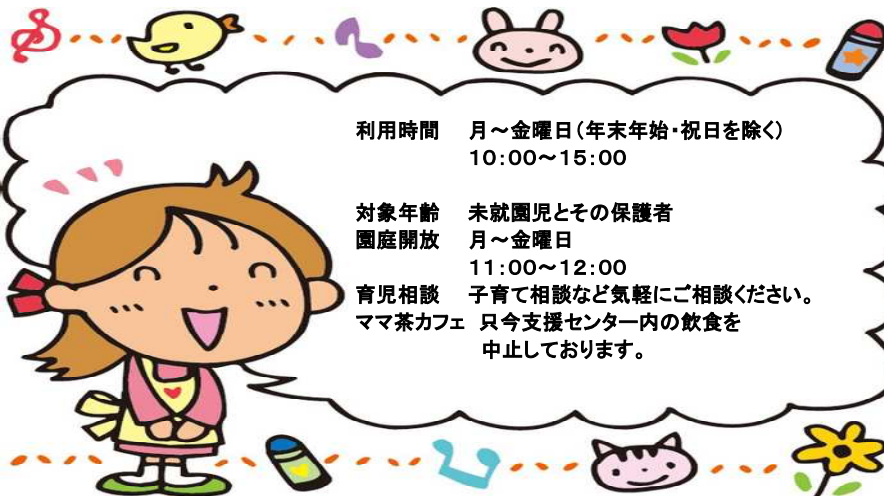 利用時間　月～金曜日（年末年始・祝日を除く）
10：00～15：00
対象年齢　未就園児とその保護者
園庭開放　月～金曜日
11：00～12：00
育児相談　子育て相談など気軽にご相談ください。
ママ茶カフェ　只今支援センター内の飲食を
中止しております。